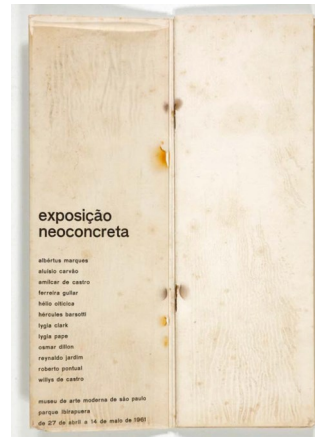 exposição
neoconcreta
albértus marques
aluísio carvão
amilcar de castro
ferreira gullar
hélio oiticica
hércules barsotti
lygia clark
lygia pape
osmar dillon
reynaldo jardim
roberto pontual
willys de castro
museu de arte moderna de são paulo
parque ibirapuera
de 27 de abril a 14 de maio de 1961